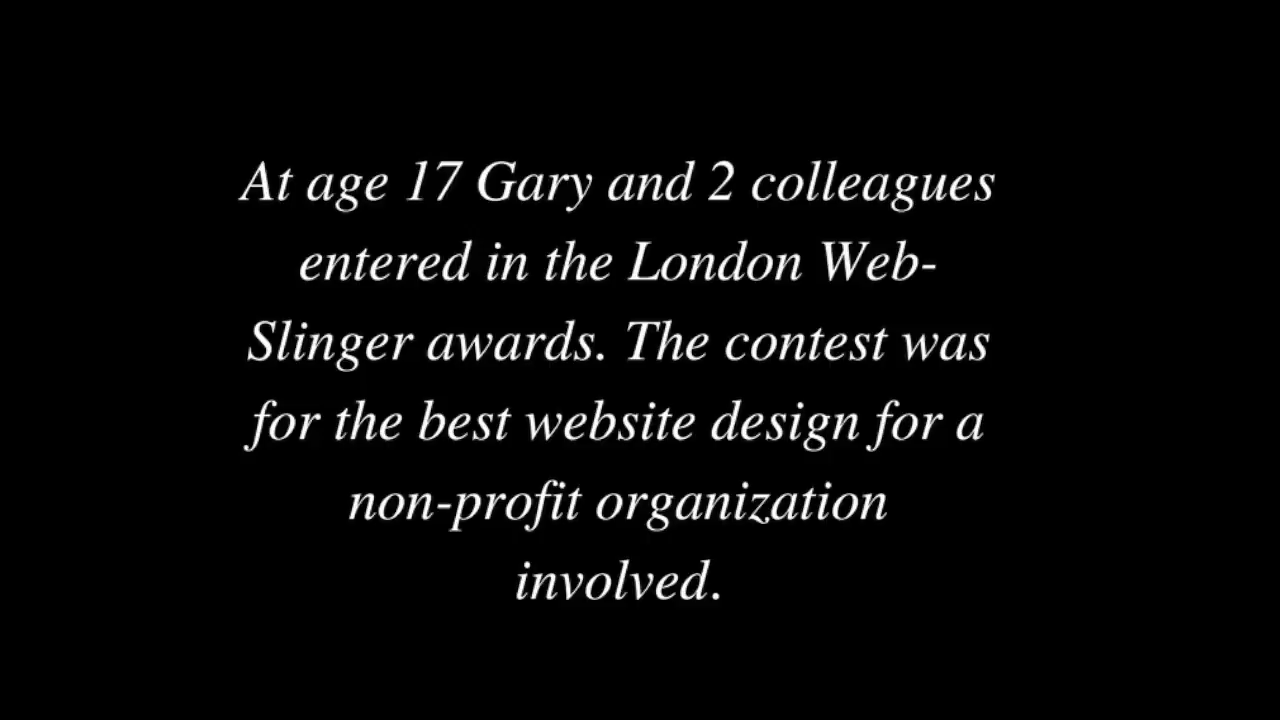 At age 17 Gary and 2 colleagues
entered in the London Web-
Slinger awards. The contest was
for the best website design for a
non-profit organization
involved.